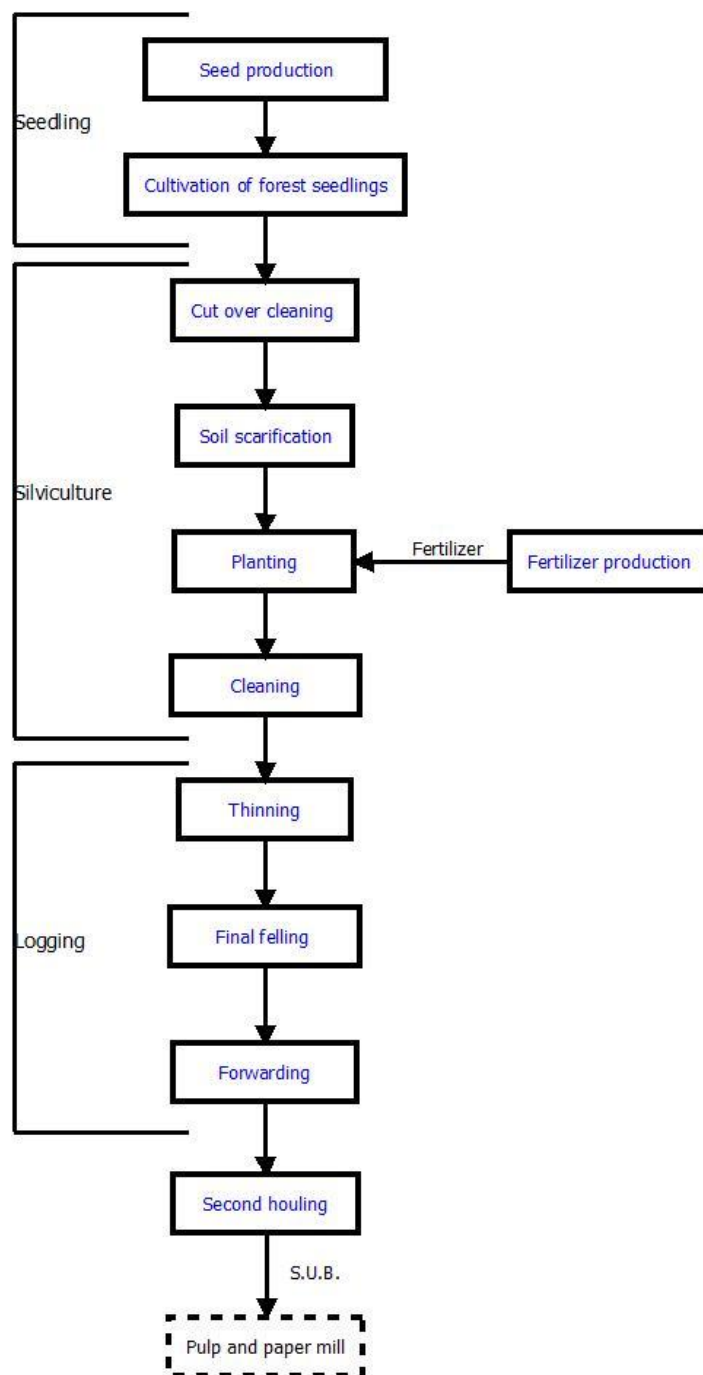 Seed production
Seedling
Cultivation of forest seedlings
Cut over cleaning
Soil scarification
Silviculture
Planting
Fertilizer
Fertilizer production
Cleaning
Thinning
Final felling
Logging
Forwarding
Second houling
S.U.B.
Pulp and paper mill